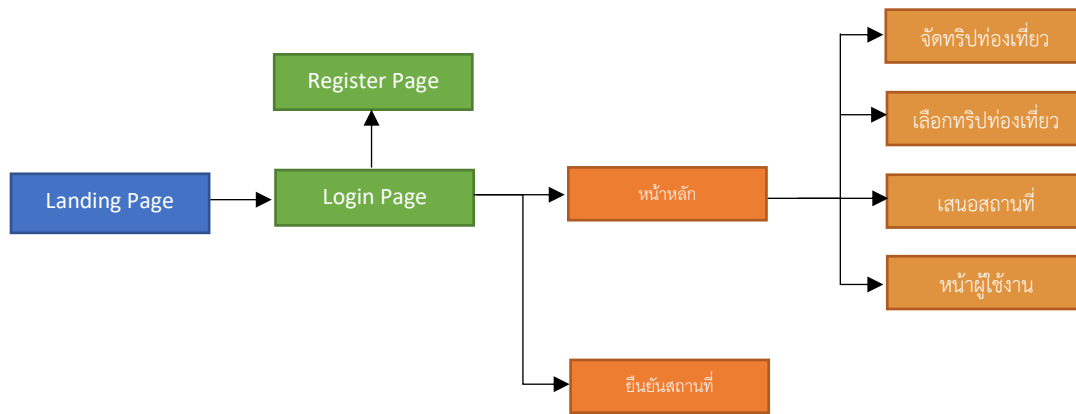 Landing Page
Register Page
Login Page
หน้าหลัก
ยืนยันสถานที่
จัดทริปท่องเที่ยว
เลือกทริปท่องเที่ยว
เสนอสถานที่
หน้าผู้ใช้งาน